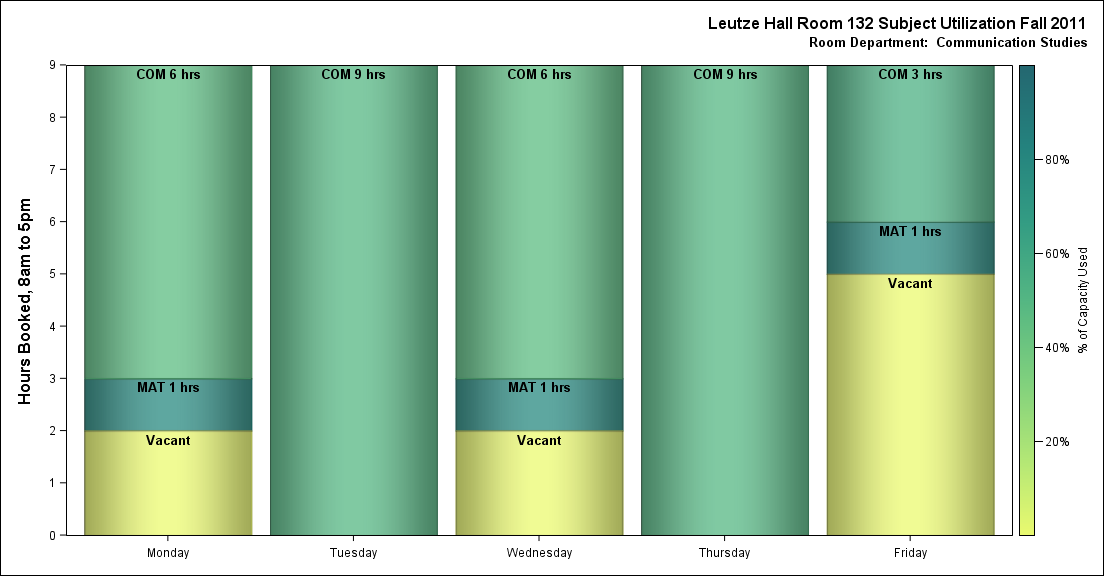 Leutze Hall Room 132 Subject Utilization Fall 2011
Room Department:  Communication Studies
Hours Booked, 8am to 5pm
9
8
7
6
5
4
3
2
1
0
COM 6 hrs
MAT 1 hrs
Vacant
COM 9 hrs
COM 6 hrs
MAT 1 hrs
Vacant
COM 9 hrs
COM 3 hrs
MAT 1 hrs
Vacant
Monday
Tuesday
Wednesday
Thursday
Friday
80%
60%
40%
20%
% of Capacity Used